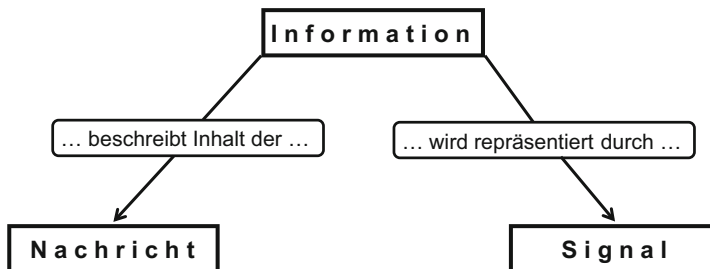 Information
… beschreibt Inhalt der …
… wird repräsentiert durch …
Nachricht
Signal